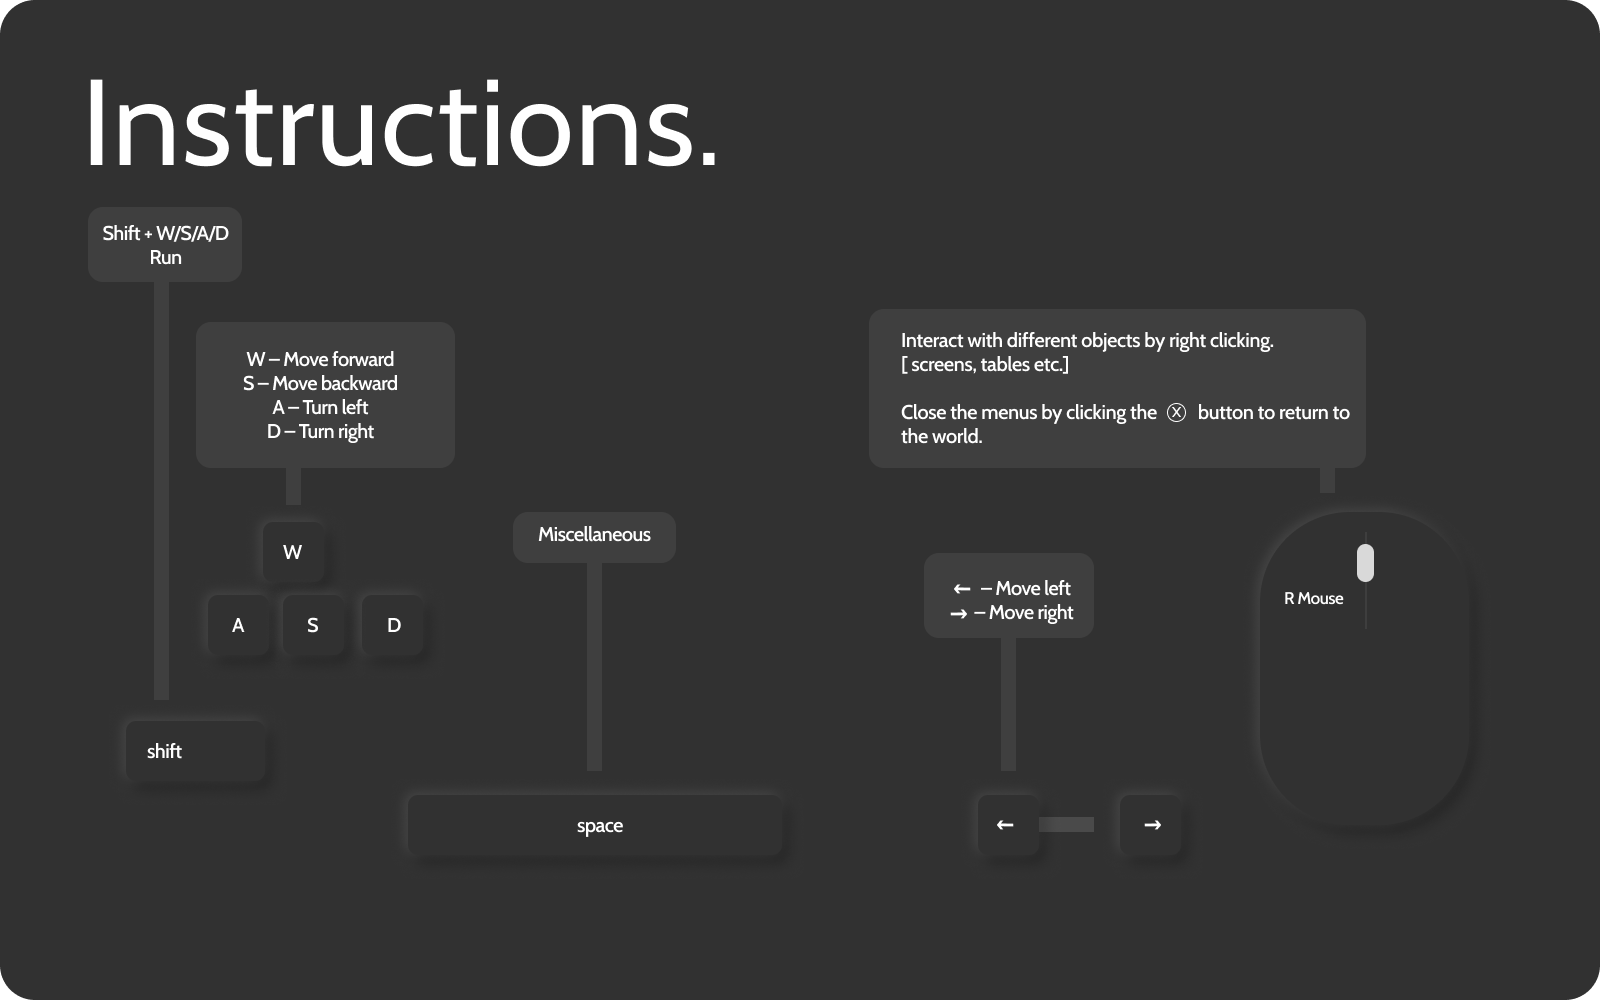 Instructions.
Shift + W/S/A/D
Run
W – Move forward
S – Move backward
A – Turn left
D – Turn right
Interact with different objects by right clicking.
[ screens, tables etc.]
Close the menus by clicking the ⓧ button to return to
the world.
W
A S D
Miscellaneous
← – Move left
→ – Move right
R Mouse
shift
space
← →